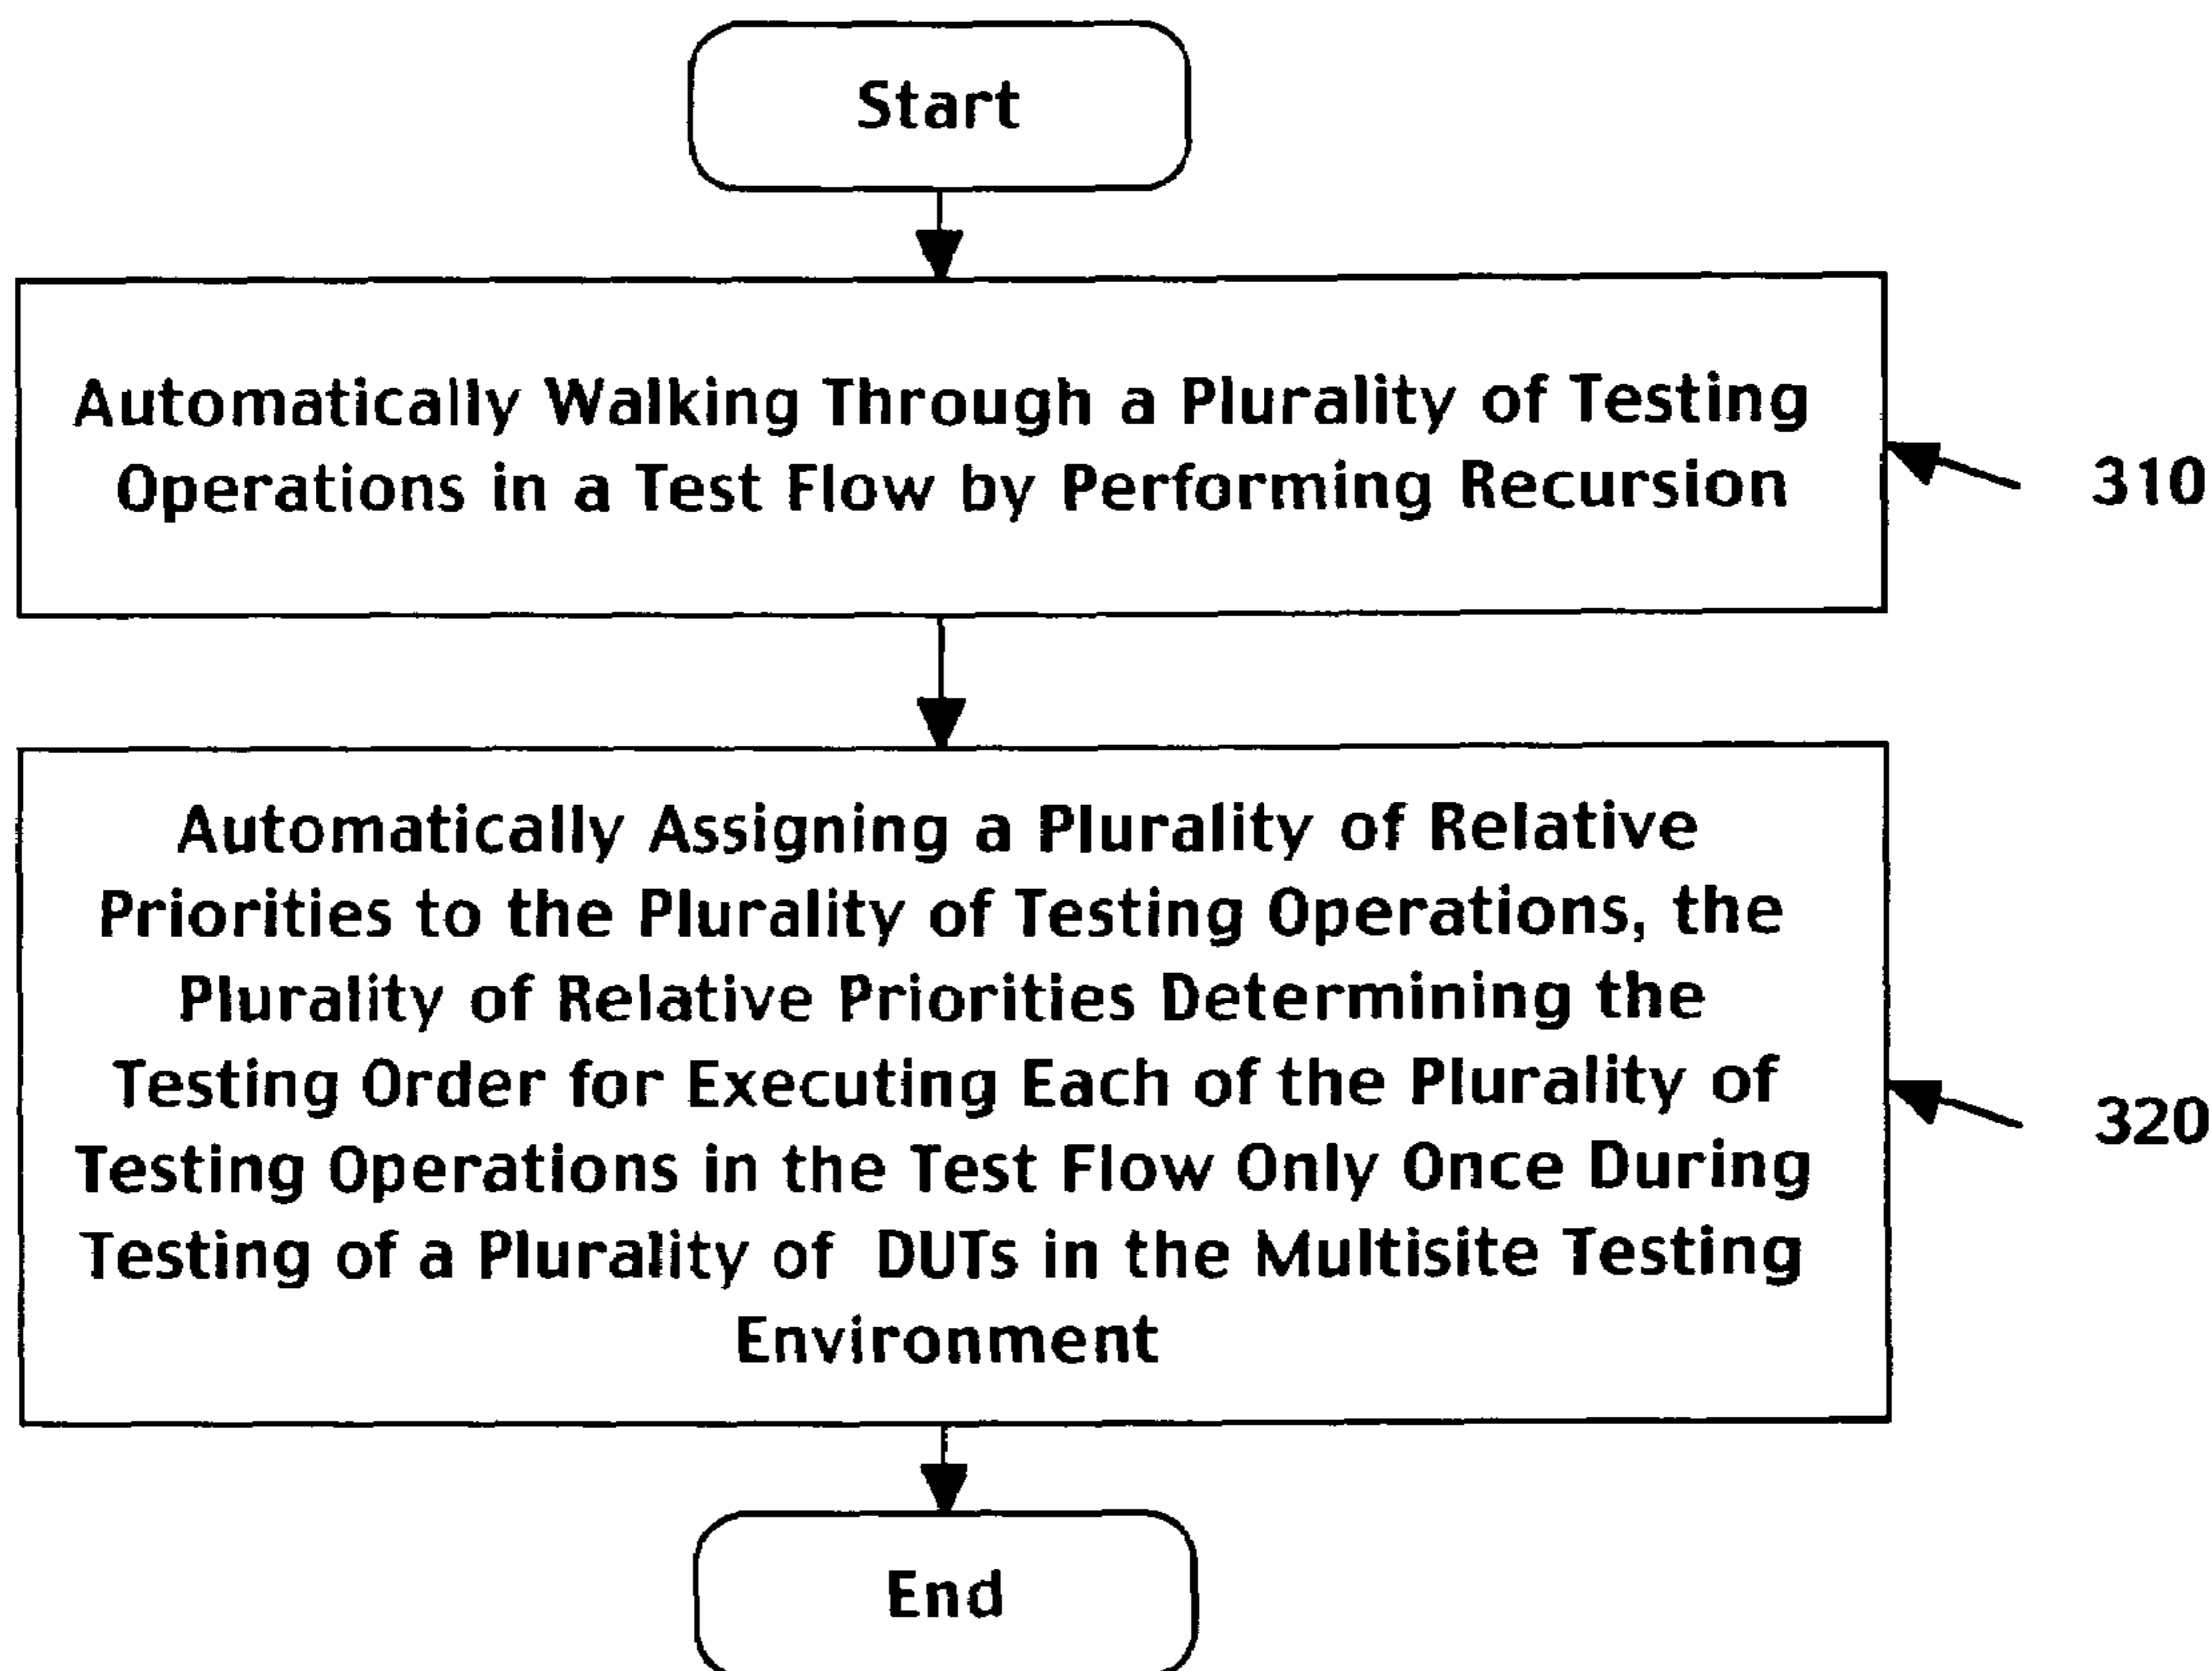 Start
Automatically Walking Through a Plurality of Testing
Operations in a Test Flow by Performing Recursion
310
Automatically Assigning a Plurality of Relative
Priorities to the Plurality of Testing Operations, the
Plurality of Relative Priorities Determining the
Testing Order for Executing Each of the Plurality of
Testing Operations in the Test Flow Only Once During
Testing of a Plurality of DUTs in the Multisite Testing
Environment
320
End